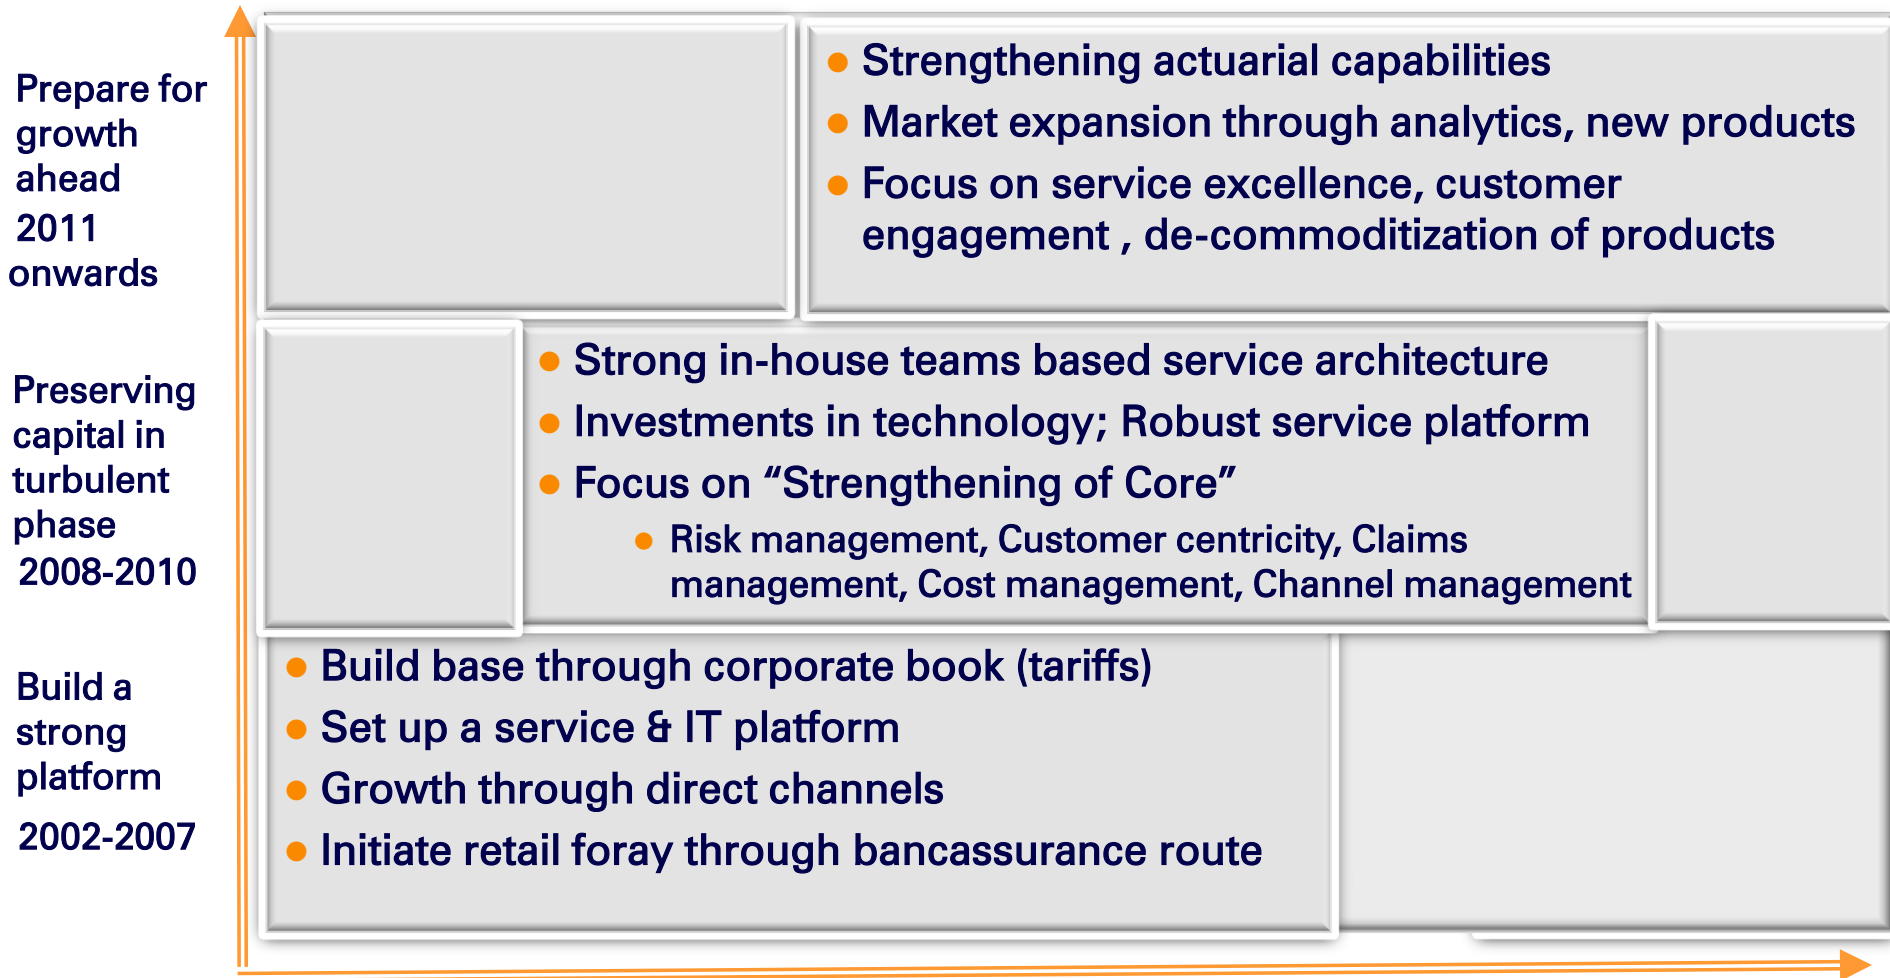 Prepare for
growth
ahead
2011
onwards
Strengthening actuarial capabilities
Market expansion through analytics, new products
Focus on service excellence, customer
engagement , de-commoditization of products
Preserving
capital in
turbulent
phase
2008-2010
Strong in-house teams based service architecture
Investments in technology; Robust service platform
Focus on “Strengthening of Core”
Risk management, Customer centricity, Claims
management, Cost management, Channel management
Build a
strong
platform
2002-2007
Build base through corporate book (tariffs)
Set up a service & IT platform
Growth through direct channels
Initiate retail foray through bancassurance route